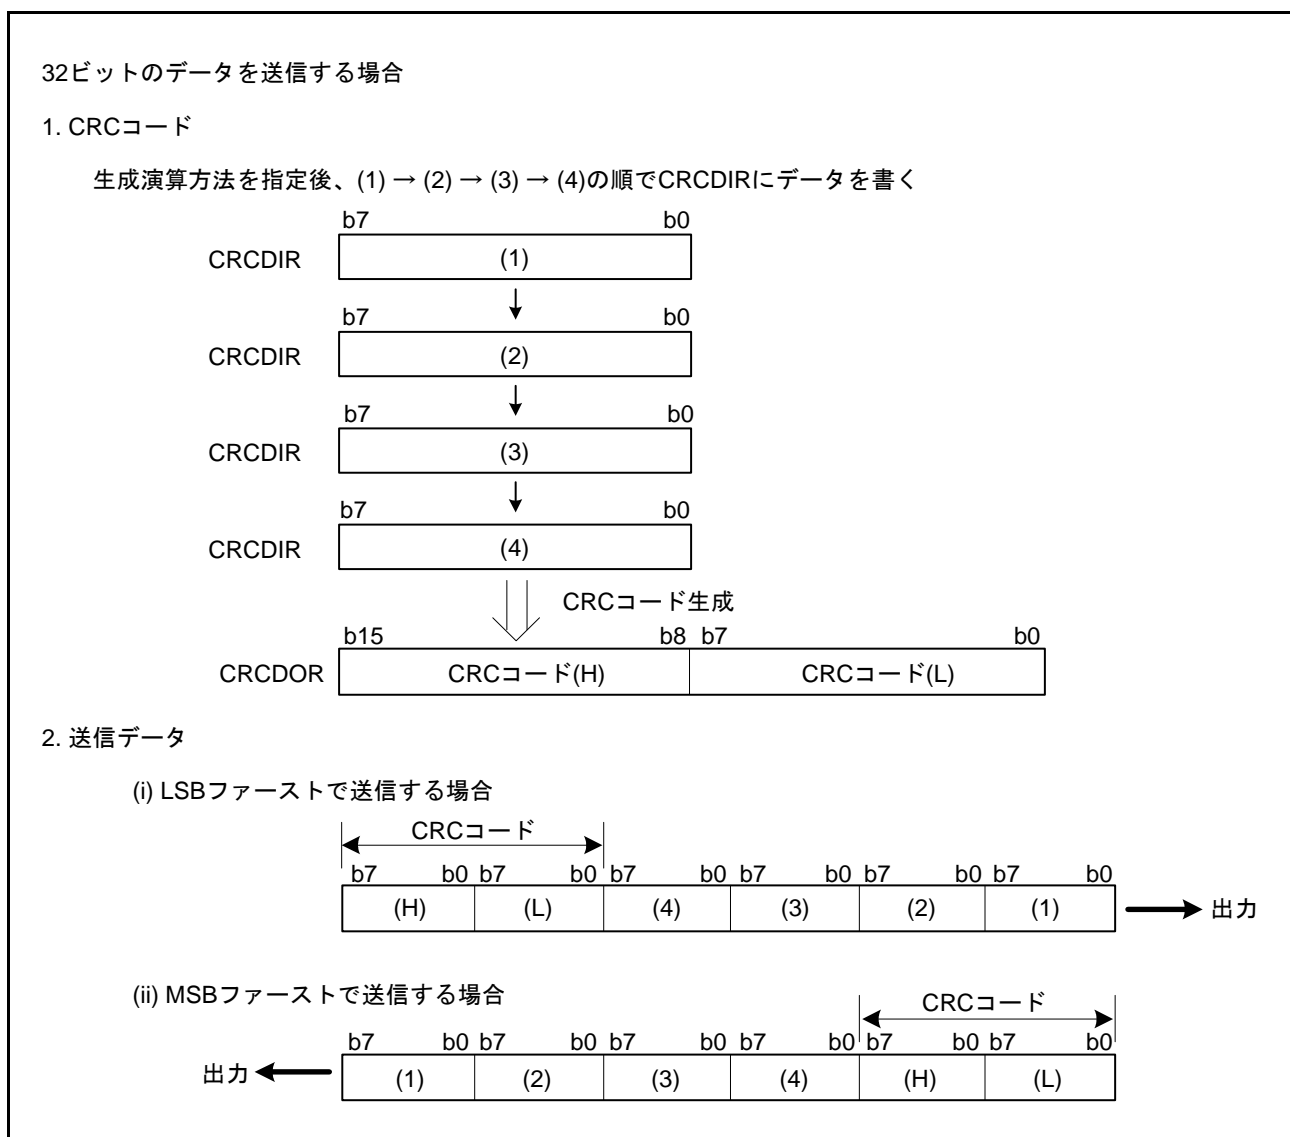 32ビットのデータを送信する場合
1. CRCコード
生成演算方法を指定後、(1) → (2) → (3) → (4)の順でCRCDIRにデータを書く
b7 b0
CRCDIR (1)
b7 b0
CRCDIR (2)
b7 b0
CRCDIR (3)
b7 b0
CRCDIR (4)
CRCコード生成
b15 b8 b7 b0
CRCDOR CRCコード(H) CRCコード(L)
2. 送信データ
(i) LSBファーストで送信する場合
CRCコード
b7 b0 b7 b0 b7 b0 b7 b0 b7 b0 b7 b0
(H) (L) (4) (3) (2) (1) 出力
(ii) MSBファーストで送信する場合
CRCコード
b7 b0 b7 b0 b7 b0 b7 b0 b7 b0 b7 b0
出力 (1) (2) (3) (4) (H) (L)